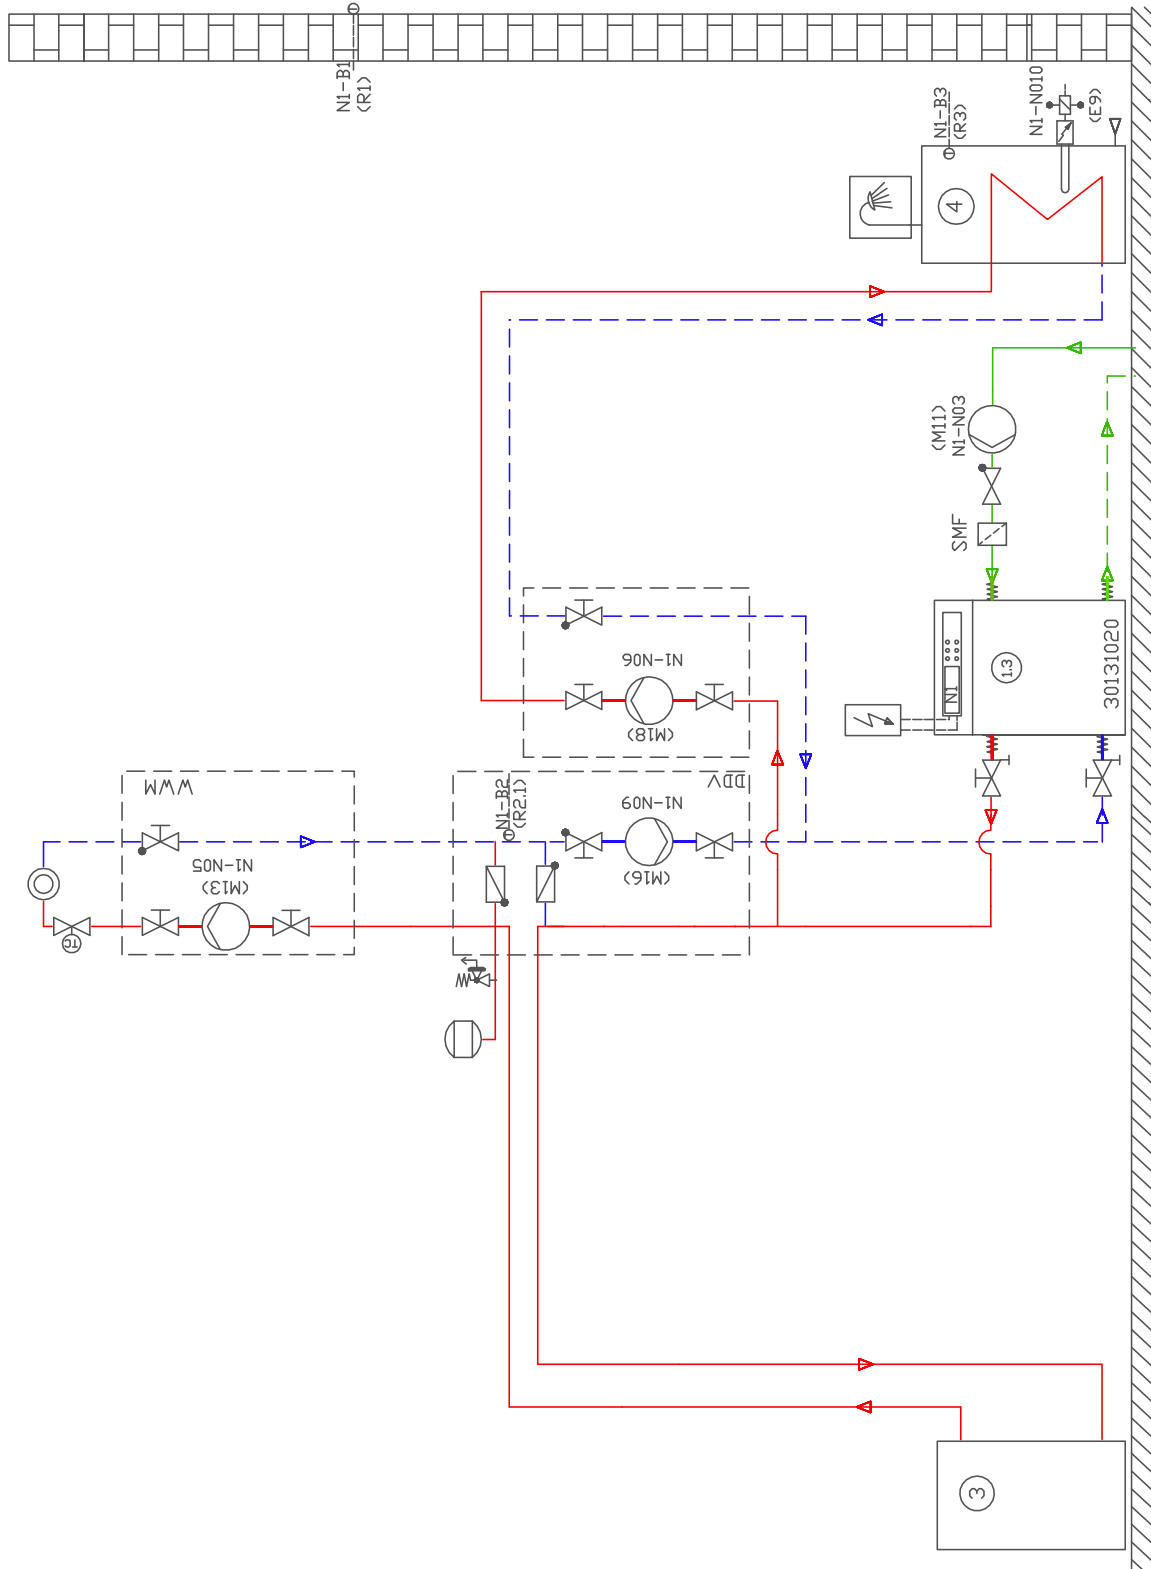 N1-B1
(R1)
N1-B3
(R3)
N1-N010
(E9)
4
(M11)
N1-N03
SMF
N1-N06
(M18)
1.3
N1
30131020
WWM
N1-N05
(M13)
TC
N1-B2
(R2.1)
DDV
N1-N09
(M16)
3